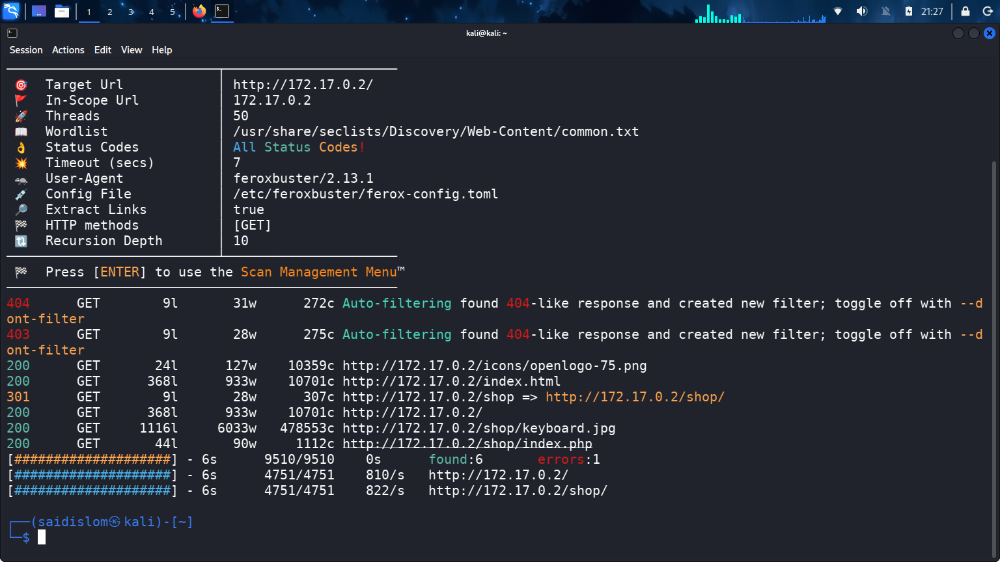 1 2 3 4 5 21:27
kali@kali: ~
Session Actions Edit View Help
Target Url │ http://172.17.0.2/
In-Scope Url │ 172.17.0.2
Threads │ 50
Wordlist │ /usr/share/seclists/Discovery/Web-Content/common.txt
Status Codes │ All Status Codes!
Timeout (secs) │ 7
User-Agent │ feroxbuster/2.13.1
Config File │ /etc/feroxbuster/ferox-config.toml
Extract Links │ true
HTTP methods │ [GET]
Recursion Depth │ 10
Press [ENTER] to use the Scan Management Menu™
404 GET 9l 31w 272c Auto-filtering found 404-like response and created new filter; toggle off with --d
ont-filter
403 GET 9l 28w 275c Auto-filtering found 404-like response and created new filter; toggle off with --d
ont-filter
200 GET 24l 127w 10359c http://172.17.0.2/icons/openlogo-75.png
200 GET 368l 933w 10701c http://172.17.0.2/index.html
301 GET 9l 28w 307c http://172.17.0.2/shop => http://172.17.0.2/shop/
200 GET 368l 933w 10701c http://172.17.0.2/
200 GET 1116l 6033w 478553c http://172.17.0.2/shop/keyboard.jpg
200 GET 44l 90w 1112c http://172.17.0.2/shop/index.php
[####################] - 6s 9510/9510 0s found:6 errors:1
[####################] - 6s 4751/4751 810/s http://172.17.0.2/
[####################] - 6s 4751/4751 822/s http://172.17.0.2/shop/
┌──(saidislom㉿kali)-[~]
└─$